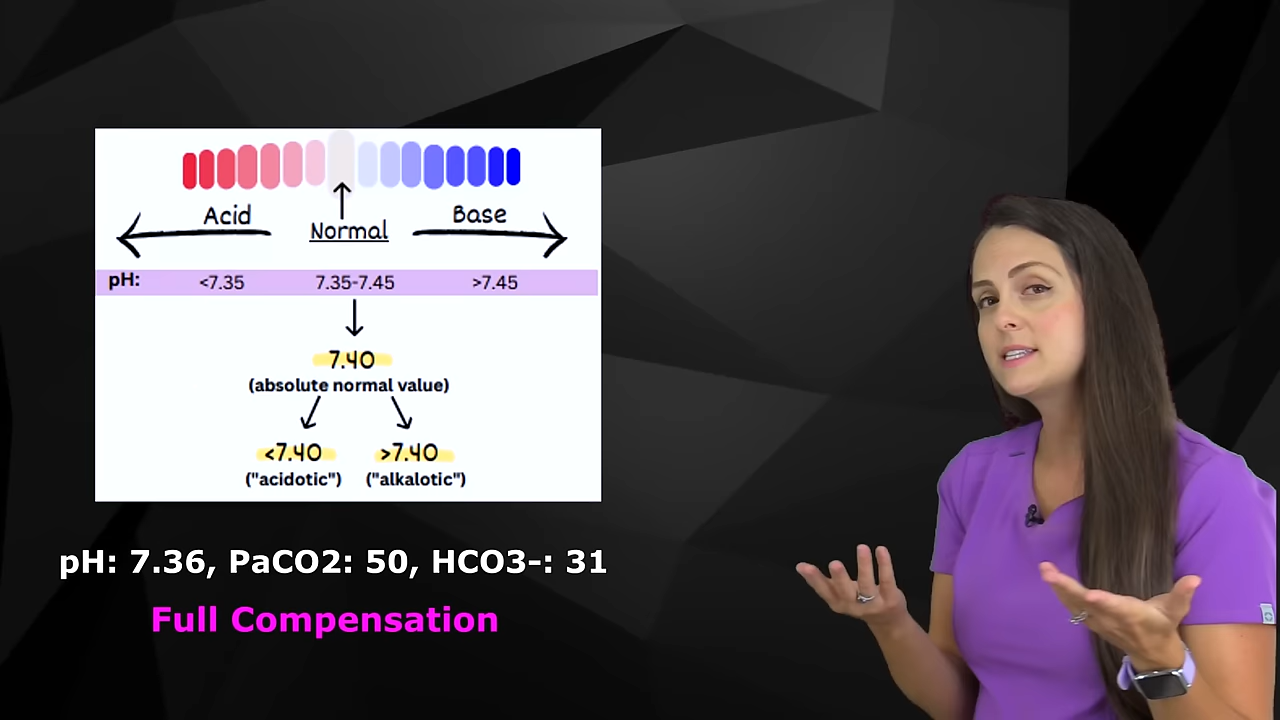 Acid
Normal
Base
pH: <7.35 7.35-7.45 >7.45
7.40
(absolute normal value)
<7.40 >7.40
("acidotic") ("alkalotic")
pH: 7.36, PaCO2: 50, HCO3-: 31
Full Compensation